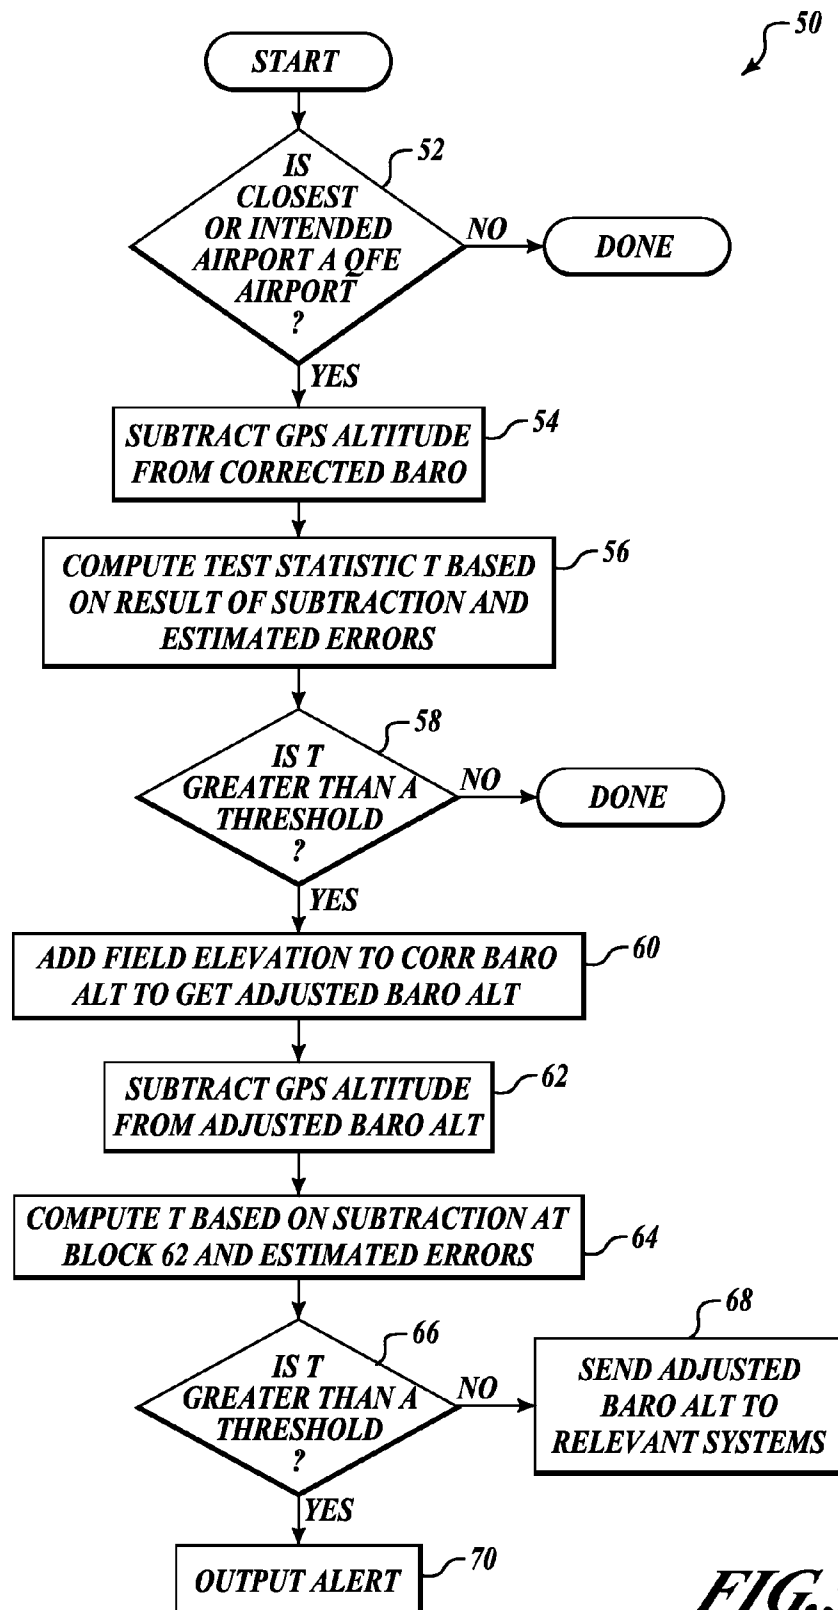 50
START
52
IS
CLOSEST
OR INTENDED
AIRPORT A QFE
AIRPORT
?
NO
DONE
YES
SUBTRACT GPS ALTITUDE
FROM CORRECTED BARO
54
COMPUTE TEST STATISTIC T BASED
ON RESULT OF SUBTRACTION AND
ESTIMATED ERRORS
56
58
IS T
GREATER THAN A
THRESHOLD
?
NO
DONE
YES
ADD FIELD ELEVATION TO CORR BARO
ALT TO GET ADJUSTED BARO ALT
60
SUBTRACT GPS ALTITUDE
FROM ADJUSTED BARO ALT
62
COMPUTE T BASED ON SUBTRACTION AT
BLOCK 62 AND ESTIMATED ERRORS
64
66
IS T
GREATER THAN A
THRESHOLD
?
NO
68
SEND ADJUSTED
BARO ALT TO
RELEVANT SYSTEMS
YES
OUTPUT ALERT
70
FIG.